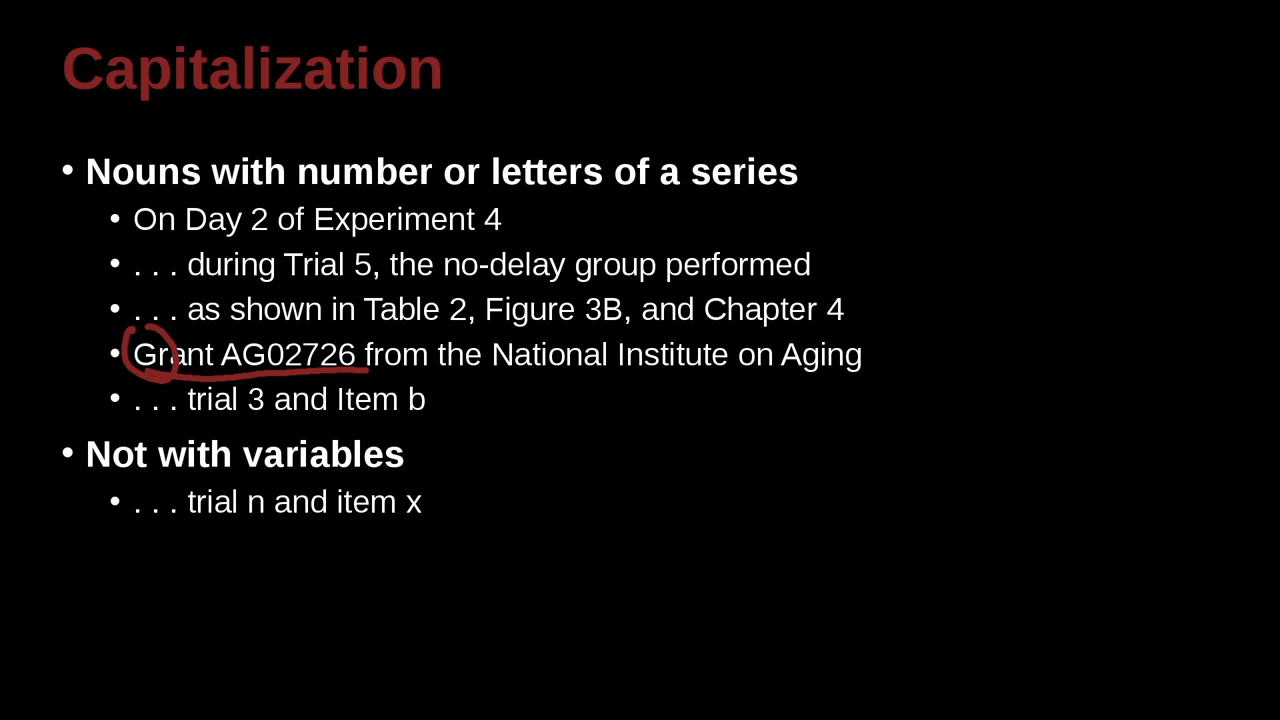 Capitalization
• Nouns with number or letters of a series
• On Day 2 of Experiment 4
• . . . during Trial 5, the no-delay group performed
• . . . as shown in Table 2, Figure 3B, and Chapter 4
• Grant AG02726 from the National Institute on Aging
• . . . trial 3 and Item b
• Not with variables
• . . . trial n and item x